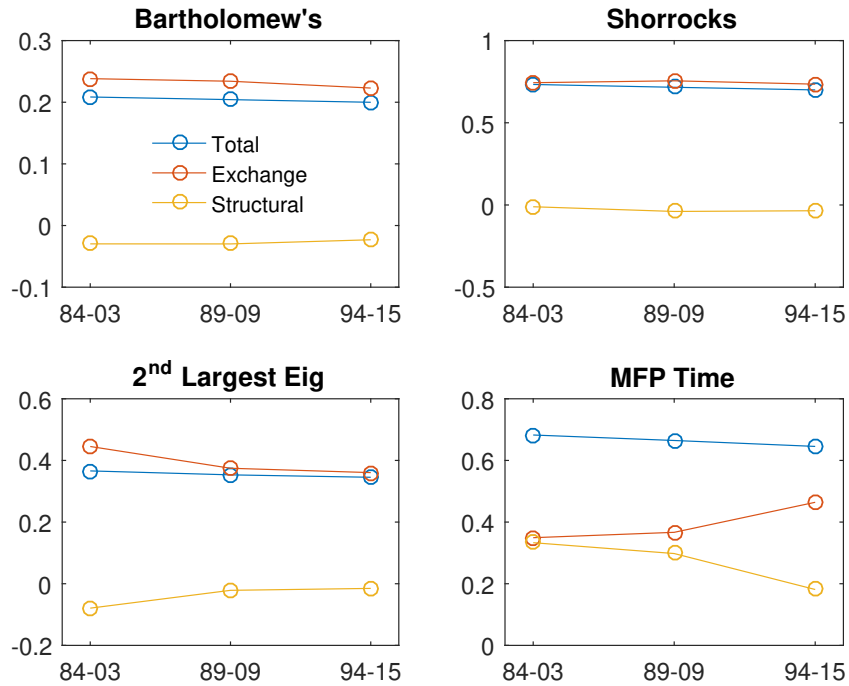 Bartholomew's
0.3
0.2
0.1
0
-0.1
Total
Exchange
Structural
84-03 89-09 94-15
Shorrocks
1
0.5
0
-0.5
84-03 89-09 94-15
2nd Largest Eig
0.6
0.4
0.2
0
-0.2
84-03 89-09 94-15
MFP Time
0.8
0.6
0.4
0.2
0
84-03 89-09 94-15